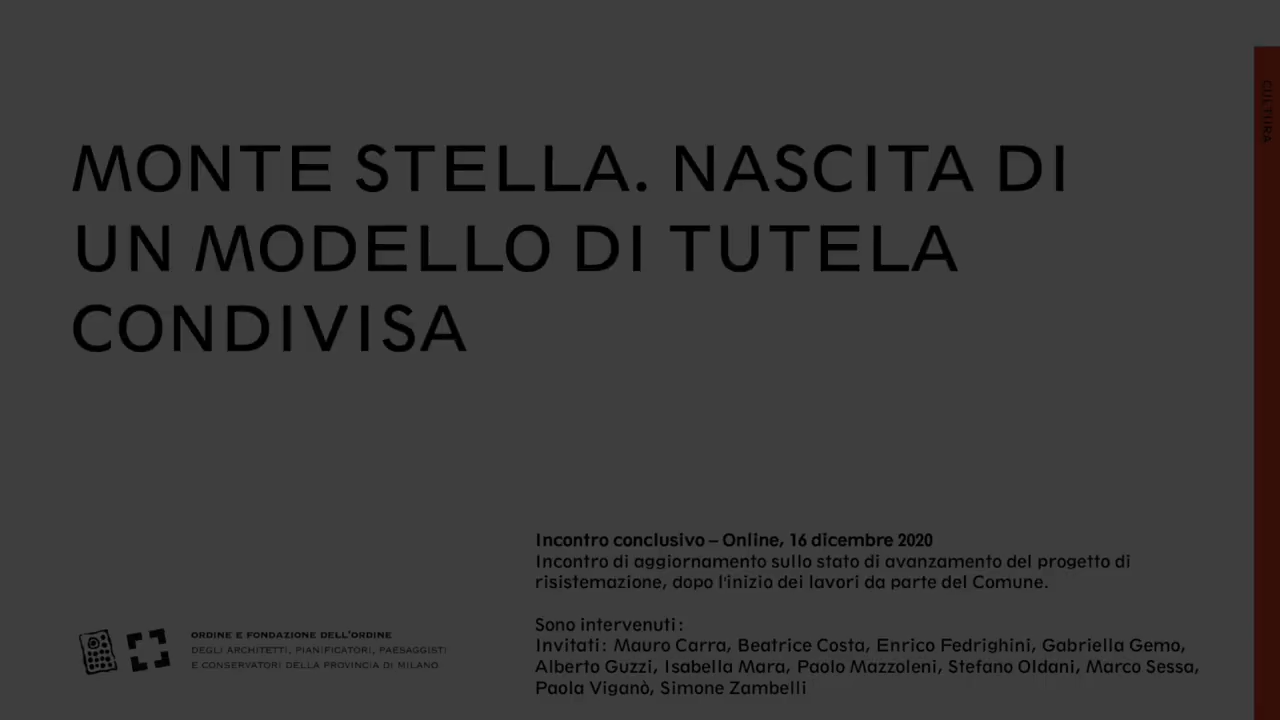 CULTURA
MONTE STELLA. NASCITA DI
UN MODELLO DI TUTELA
CONDIVISA
Incontro conclusivo – Online, 16 dicembre 2020
Incontro di aggiornamento sullo stato di avanzamento del progetto di
risistemazione, dopo l'inizio dei lavori da parte del Comune.
Sono intervenuti:
Invitati: Mauro Carra, Beatrice Costa, Enrico Fedrighini, Gabriella Gemo,
Alberto Guzzi, Isabella Mara, Paolo Mazzoleni, Stefano Oldani, Marco Sessa,
Paola Viganò, Simone Zambelli
ORDINE E FONDAZIONE DELL'ORDINE
DEGLI ARCHITETTI, PIANIFICATORI, PAESAGGISTI
E CONSERVATORI DELLA PROVINCIA DI MILANO